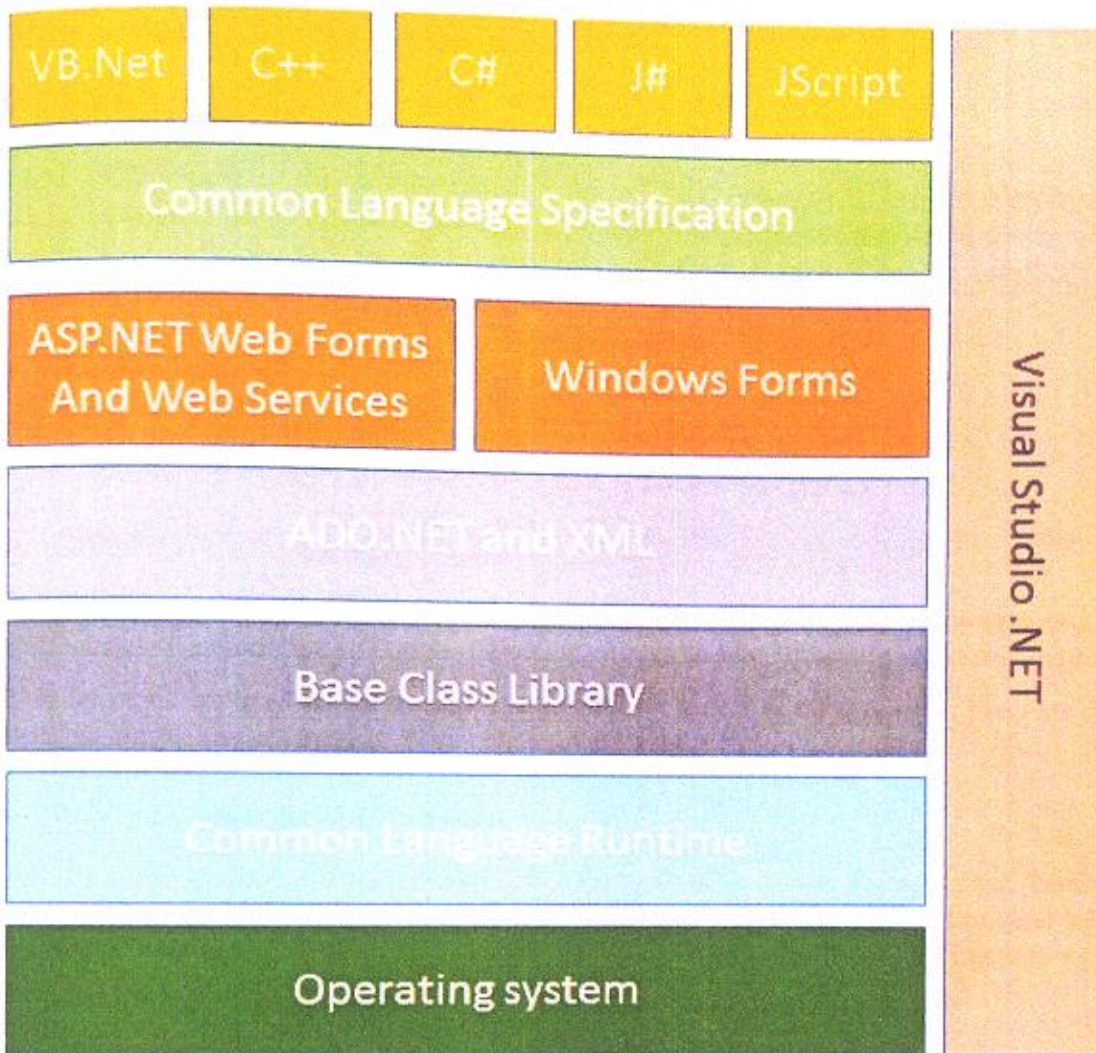 VB.Net
C++
C#
J#
JScript
Common Language Specification
ASP.NET Web Forms
And Web Services
Windows Forms
ADO.NET and XML
Base Class Library
Common Language Runtime
Operating system
Visual Studio .NET